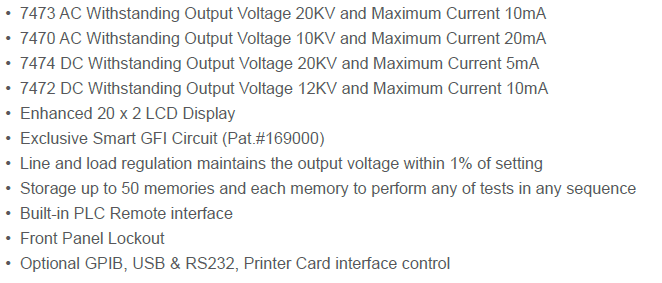 • 7473 AC Withstanding Output Voltage 20KV and Maximum Current 10mA
• 7470 AC Withstanding Output Voltage 10KV and Maximum Current 20mA
• 7474 DC Withstanding Output Voltage 20KV and Maximum Current 5mA
• 7472 DC Withstanding Output Voltage 12KV and Maximum Current 10mA
• Enhanced 20 x 2 LCD Display
• Exclusive Smart GFI Circuit (Pat.#169000)
• Line and load regulation maintains the output voltage within 1% of setting
• Storage up to 50 memories and each memory to perform any of tests in any sequence
• Built-in PLC Remote interface
• Front Panel Lockout
• Optional GPIB, USB & RS232, Printer Card interface control